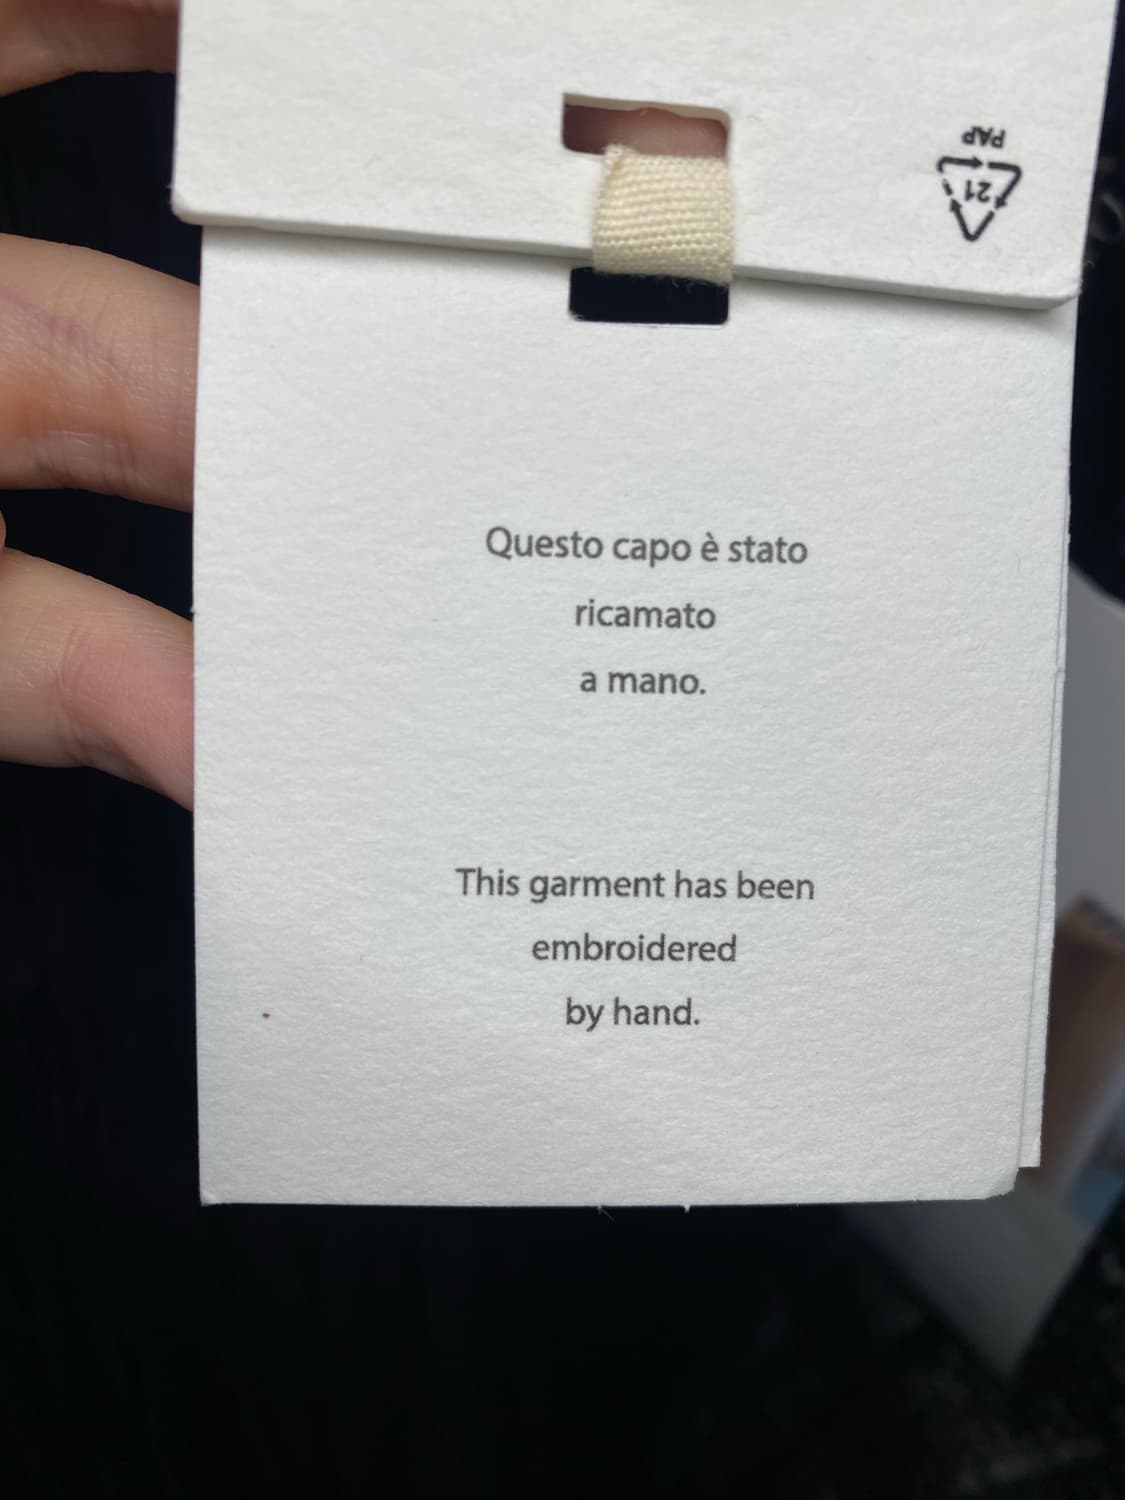 PAP
21
Questo capo è stato
ricamato
a mano.
This garment has been
embroidered
by hand.